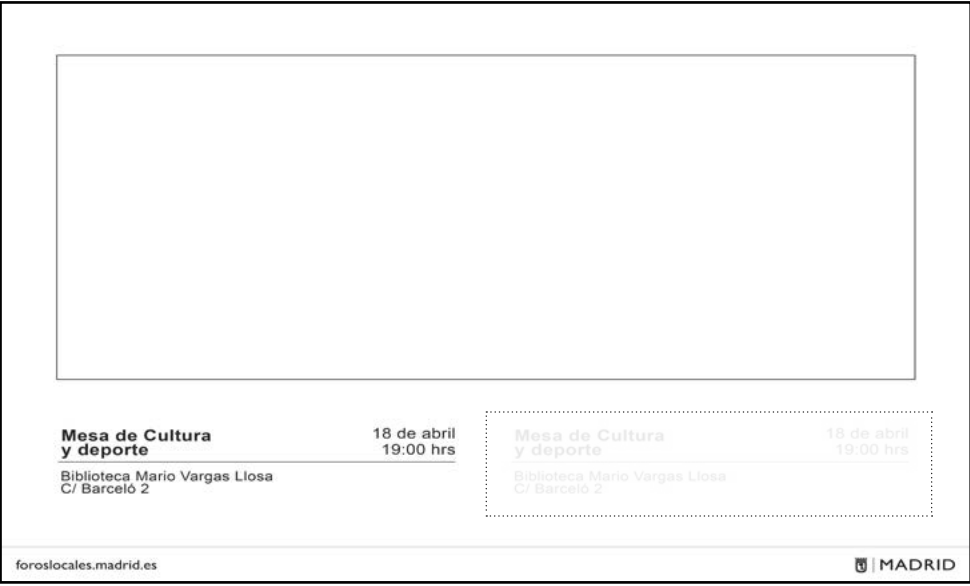 Mesa de Cultura
y deporte
18 de abril
19:00 hrs
Biblioteca Mario Vargas Llosa
C/ Barceló 2
Mesa de Cultura
y deporte
18 de abril
19:00 hrs
Biblioteca Mario Vargas Llosa
C/ Barceló 2
foroslocales.madrid.es
MADRID